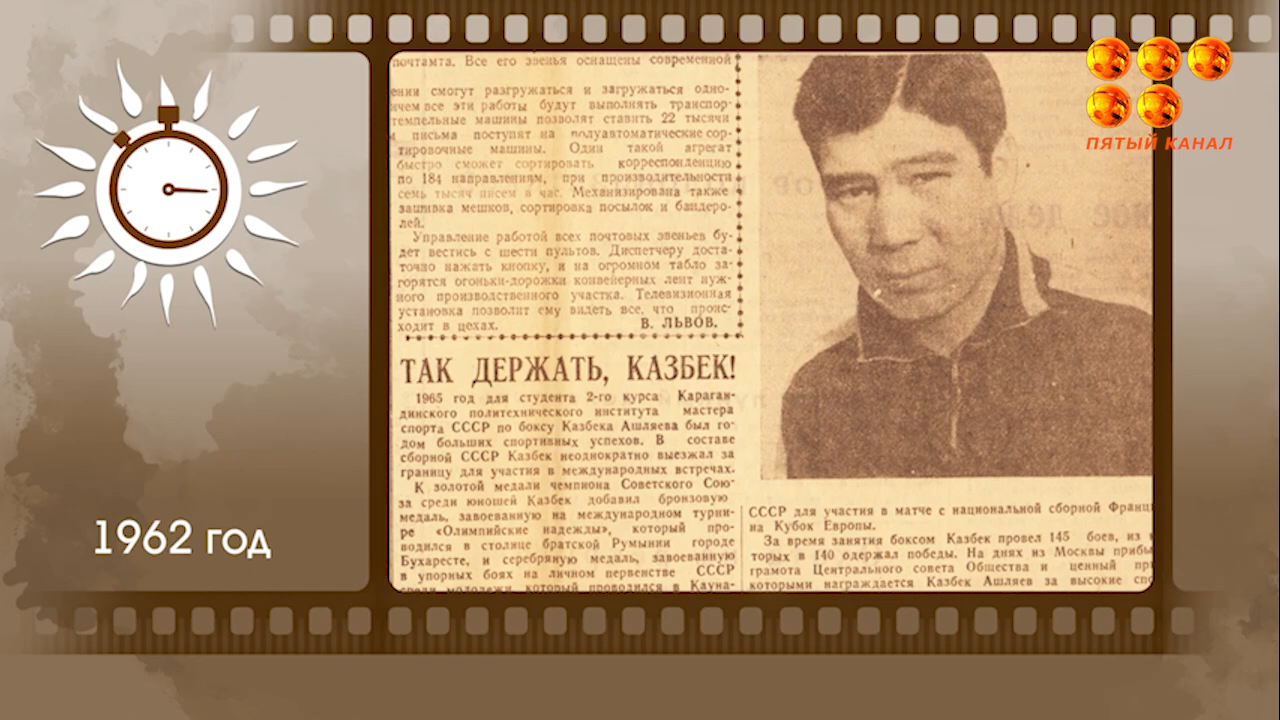 ПЯТЫЙ КАНАЛ
1962 год
почтамта. Все его звенья оснащены современной
ении смогут разгружаться и загружаться одно-
ичем все эти работы будут выполнять транспор-
темпельные машины позволят ставить 22 тысячи
письма поступят на полуавтоматические сор-
тировочные машины. Один такой агрегат
быстро сможет сортировать корреспонденцию
по 184 направлениям, при производительности
семь тысяч писем в час. Механизирована также
зашивка мешков, сортировка посылок и бандеро-
лей.
Управление работой всех почтовых звеньев бу-
дет вестись с шести пультов. Диспетчеру доста-
точно нажать кнопку, и на огромном табло за-
горятся огоньки-дорожки конвейерных лент нуж-
ного производственного участка. Телевизионная
установка позволит ему видеть все, что проис-
ходит в цехах.
В. ЛЬВОВ.
ТАК ДЕРЖАТЬ, КАЗБЕК!
1965 год для студента 2-го курса Караган-
динского политехнического института мастера
спорта СССР по боксу Казбека Ашляева был го-
дом больших спортивных успехов. В составе
сборной СССР Казбек неоднократно выезжал за
границу для участия в международных встречах.
К золотой медали чемпиона Советского Сою-
за среди юношей Казбек добавил бронзовую
медаль, завоеванную на международном турни-
ре «Олимпийские надежды», который про-
водился в столице братской Румынии городе
Бухаресте, и серебряную медаль, завоеванную
в упорных боях на личном первенстве СССР
среди молодежи, который проводился в Кауна-
СССР для участия в матче с национальной сборной Франц
на Кубок Европы.
За время занятия боксом Казбек провел 145 боев, из
торых в 140 одержал победы. На днях из Москвы прибы
грамота Центрального совета Общества и ценный пр
которыми награждается Казбек Ашляев за высокие спо